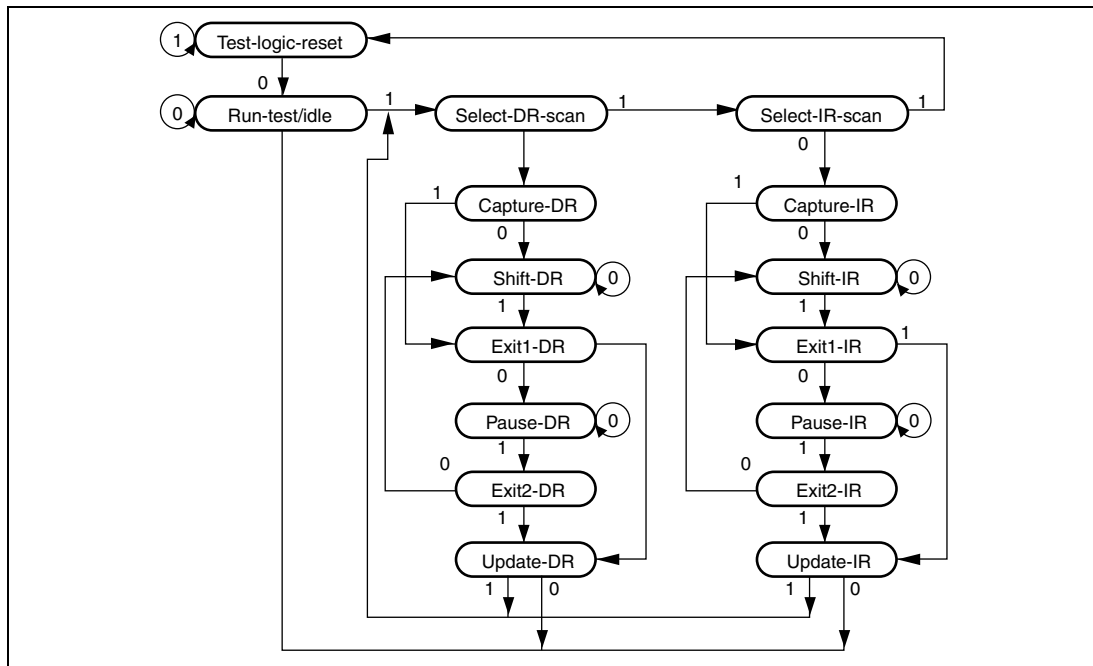 1 Test-logic-reset
0
0 Run-test/idle 1 Select-DR-scan 1 Select-IR-scan 1
0
1 Capture-DR 1 Capture-IR
0 0
Shift-DR 0 Shift-IR 0
1 1
Exit1-DR Exit1-IR 1
0 0
Pause-DR 0 Pause-IR 0
1 1
0 0
Exit2-DR Exit2-IR
1 1
Update-DR Update-IR
1 0 1 0